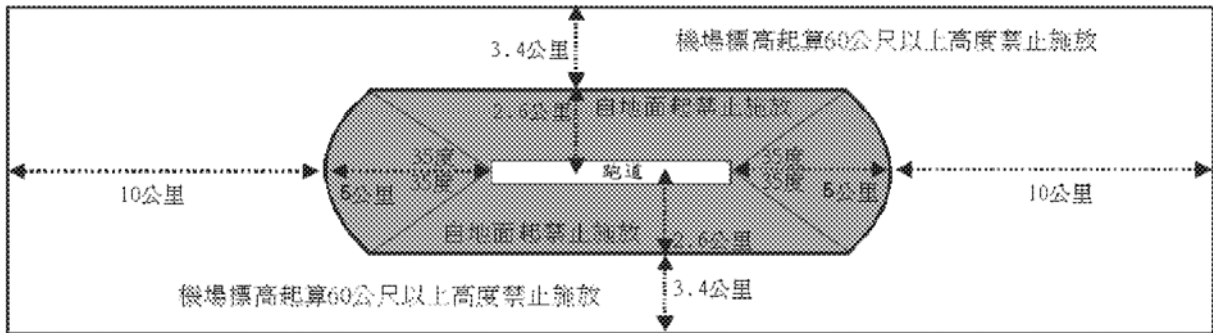 3.4公里
機場標高起算60公尺以上高度禁止施放
2.6公里
自地面起禁止施放
35度
35度
跑道
35度
35度
10公里
5公里
5公里
10公里
自地面起禁止施放
2.6公里
機場標高起算60公尺以上高度禁止施放
3.4公里